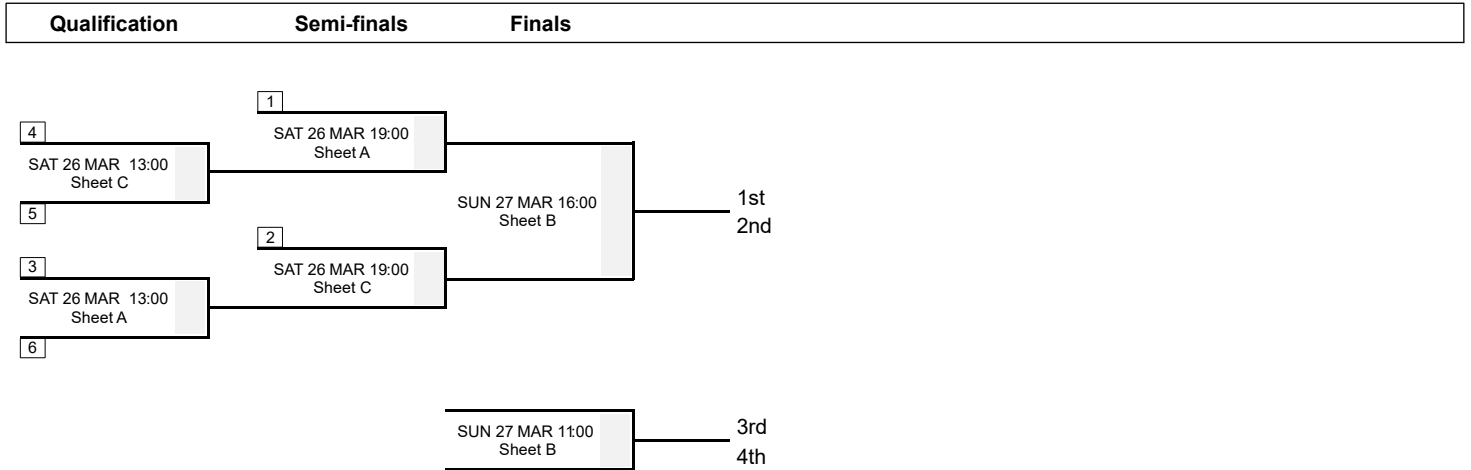 Qualification Semi-finals Finals
1
4
SAT 26 MAR 19:00
Sheet A
SAT 26 MAR 13:00
Sheet C
5
SUN 27 MAR 16:00
Sheet B
1st
2nd
2
3
SAT 26 MAR 19:00
Sheet C
SAT 26 MAR 13:00
Sheet A
6
SUN 27 MAR 11:00
Sheet B
3rd
4th